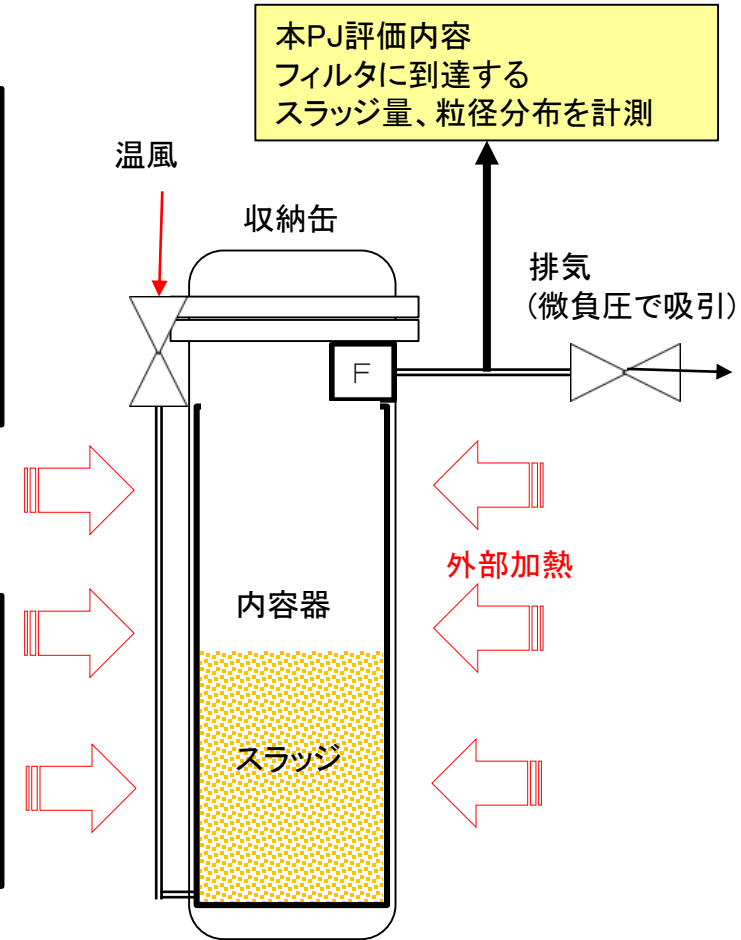 本PJ評価内容
フィルタに到達する
スラッジ量、粒径分布を計測
温風
収納缶
排気
(微負圧で吸引)
F
外部加熱
内容器
スラッジ